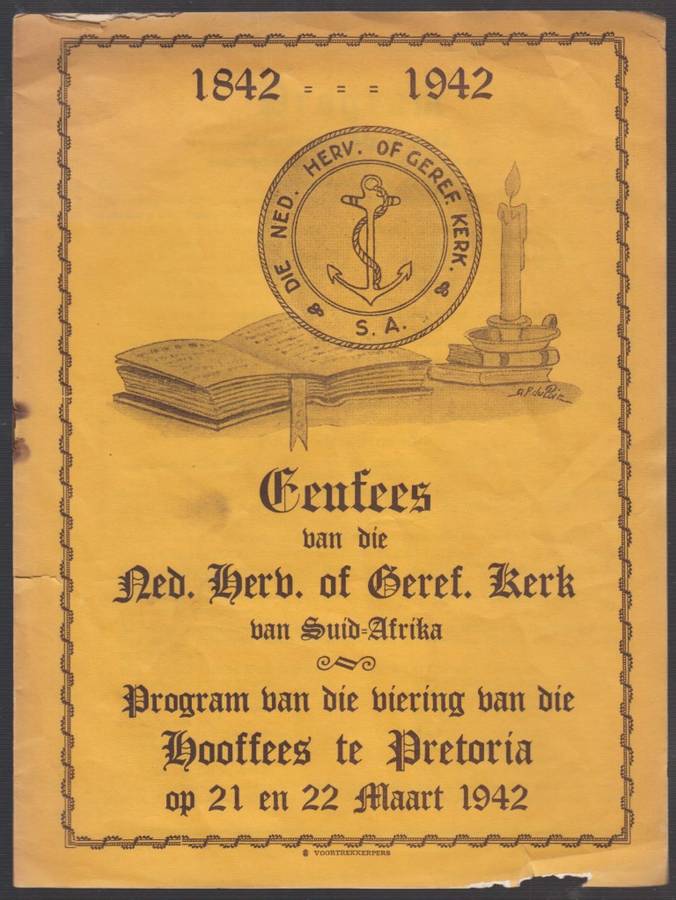 1842 = = = 1942
DIE NED. HERV. OF GEREF. KERK.
S. A.
Eeufees
van die
Ned. Herv. of Geref. Kerk
van Suid=Afrika
Program van die viering van die
Hooffees te Pretoria
op 21 en 22 Maart 1942
VOORTREKKERPERS